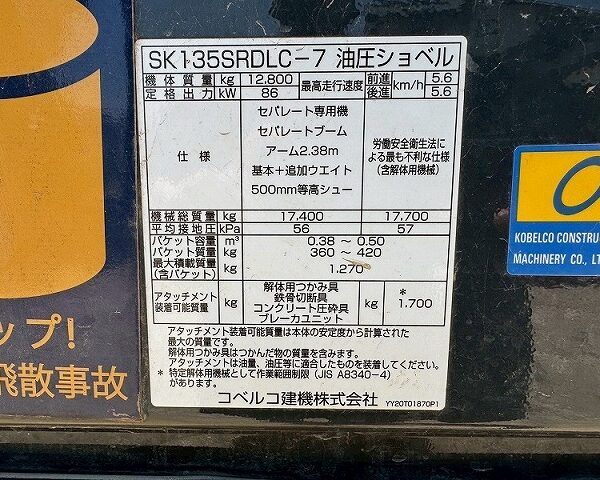 SK135SRDLC-7 油圧ショベル
機体質量 kg 12.800 最高走行速度 前進 km/h 5.6
定格出力 kW 86 後進 5.6
仕様
セパレート専用機
セパレートブーム
アーム2.38m
基本+追加ウエイト
500mm等高シュー
労働安全衛生法に
よる最も不利な仕様
(含解体用機械)
機械総質量 kg 17.400 17.700
平均接地圧 kPa 56 57
バケット容量 m³ 0.38 ~ 0.50
バケット質量 kg 360 ~ 420
最大積載質量
(含バケット) kg 1.270
アタッチメント
装着可能質量 kg
解体用つかみ具
鉄骨切断具
コンクリート圧砕具
ブレーカユニット
kg * 1.700
アタッチメント装着可能質量は本体の安定度から計算された
最大の質量です。
解体用つかみ具はつかんだ物の質量を含みます。
アタッチメントは油量、油圧等に適合したものを装着してください。
* 特定解体用機械として作業範囲制限(JIS A8340-4)
があります。
コベルコ建機株式会社 YY20T01870P1
KOBELCO CONSTRU
MACHINERY CO., LT
ップ!
飛散事故